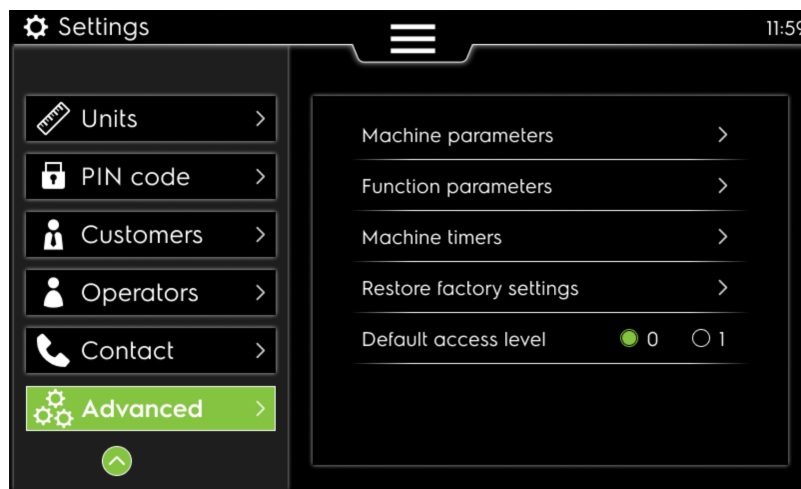 Settings
11:59
Units
PIN code
Customers
Operators
Contact
Advanced
Machine parameters
Function parameters
Machine timers
Restore factory settings
Default access level 0 1